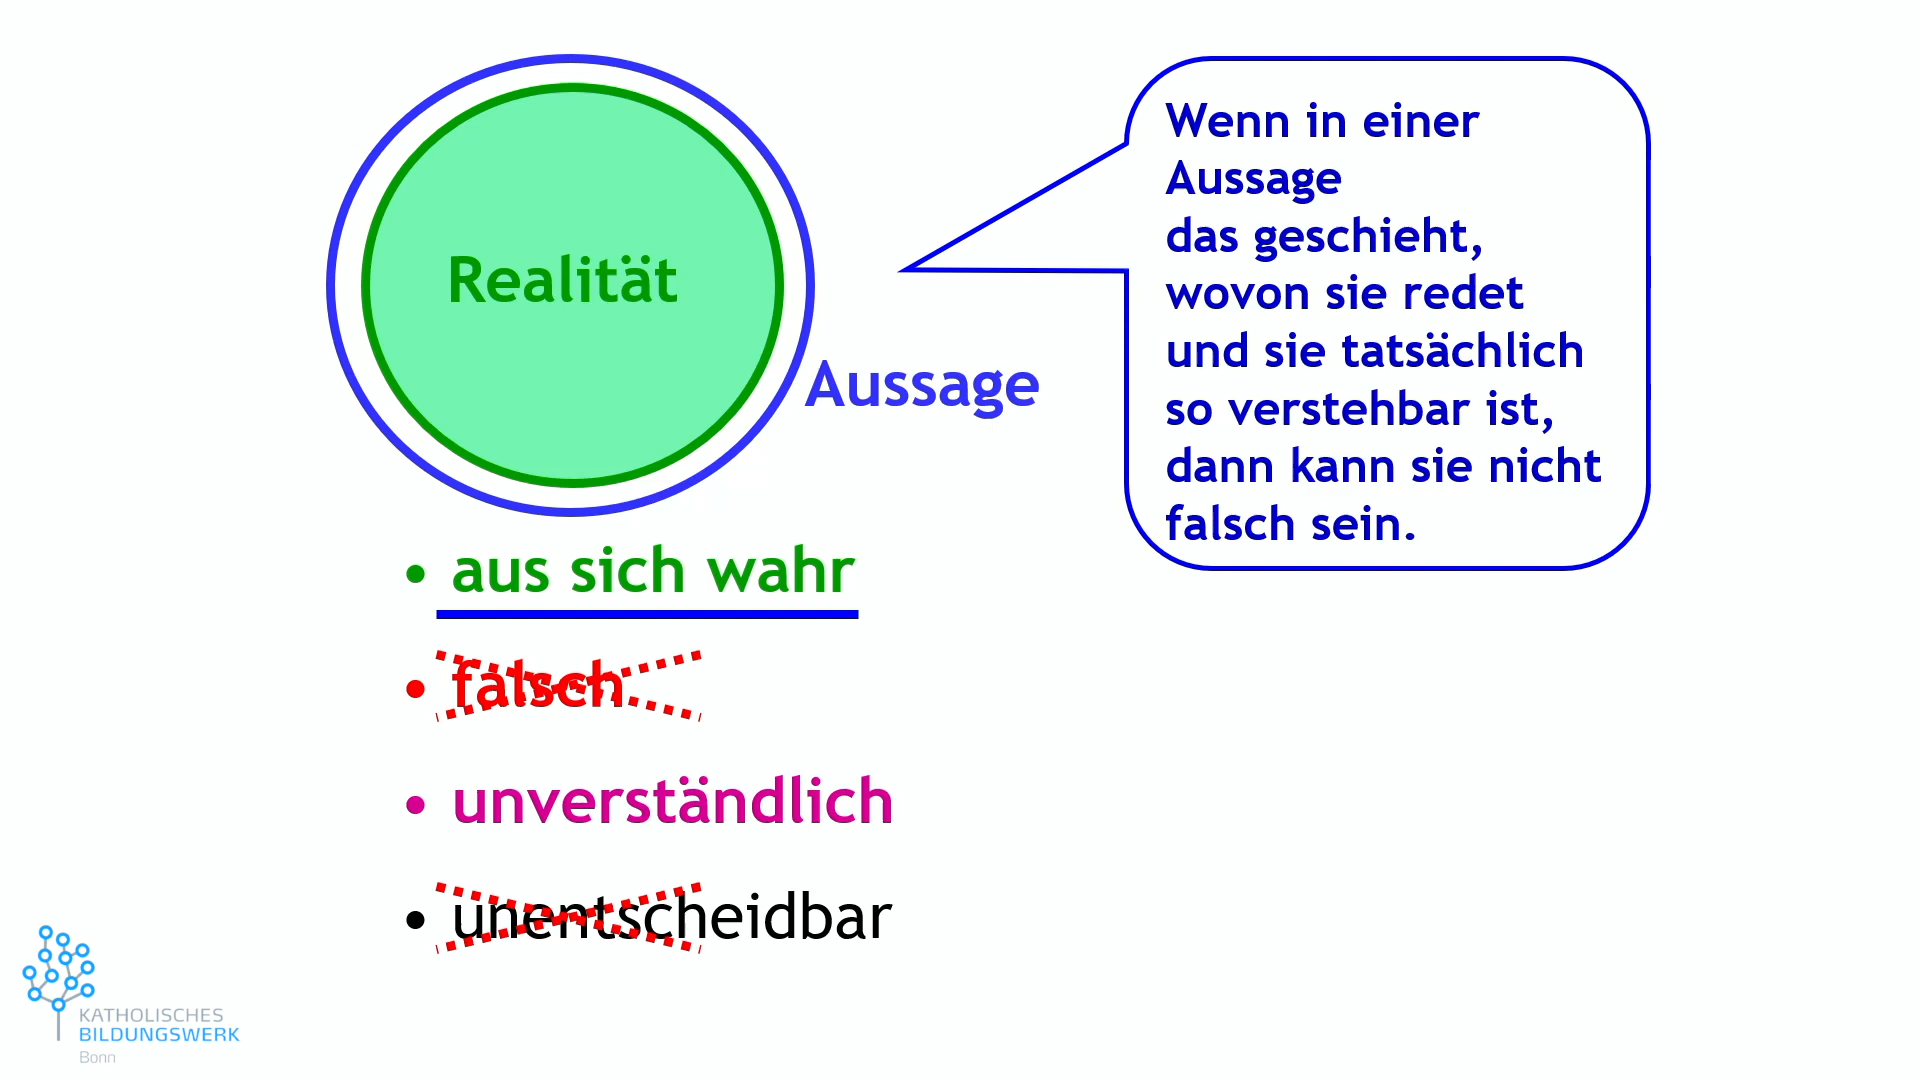 Realität
Aussage
Wenn in einer
Aussage
das geschieht,
wovon sie redet
und sie tatsächlich
so verstehbar ist,
dann kann sie nicht
falsch sein.
• aus sich wahr
• falsch
• unverständlich
• unentscheidbar
KATHOLISCHES
BILDUNGSWERK
Bonn